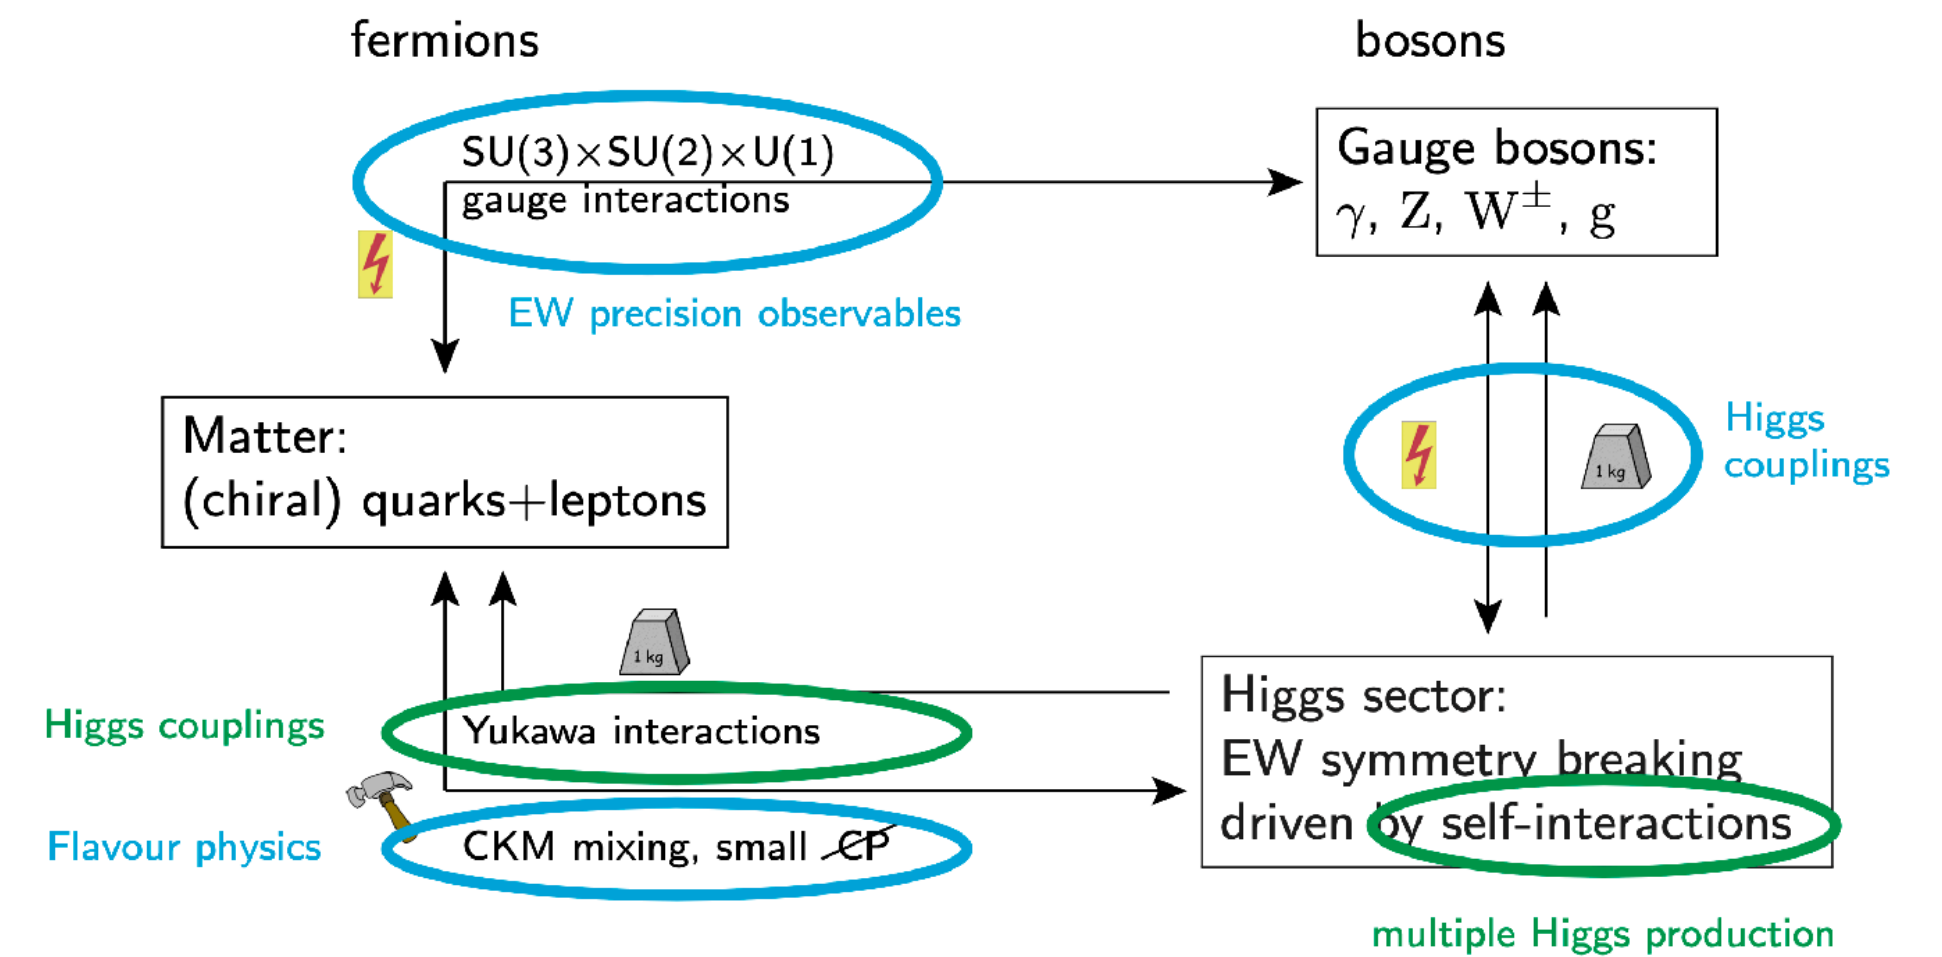 fermions
bosons
SU(3)×SU(2)×U(1)
gauge interactions
Gauge bosons:
γ, Z, W±, g
EW precision observables
Matter:
(chiral) quarks+leptons
Higgs
couplings
1 kg
1 kg
Higgs couplings
Yukawa interactions
Higgs sector:
EW symmetry breaking
driven by self-interactions
Flavour physics
CKM mixing, small CP
multiple Higgs production